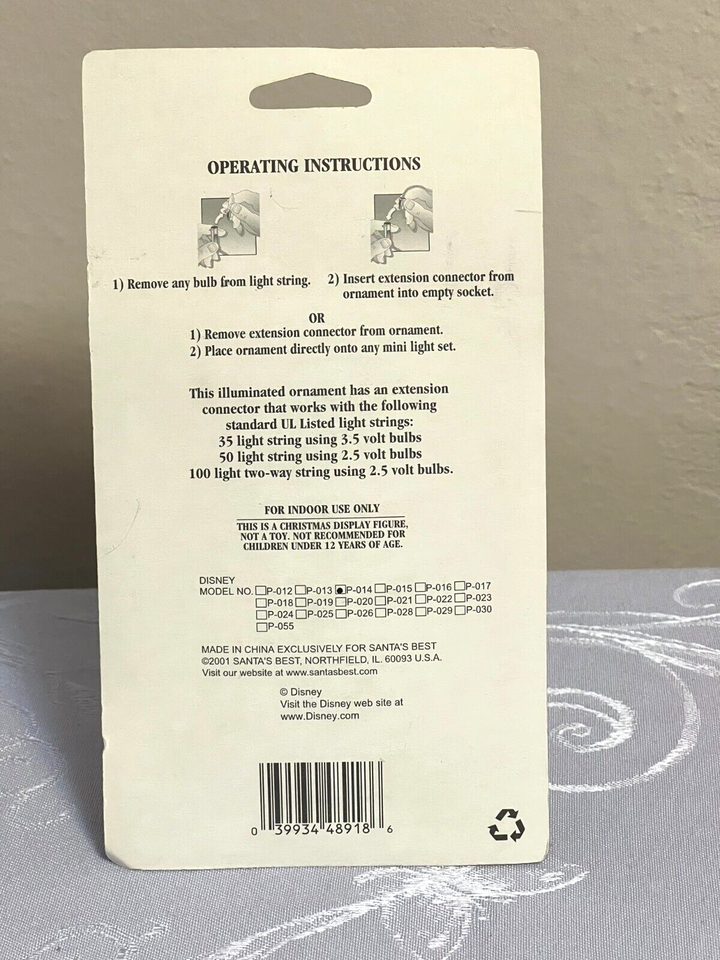 OPERATING INSTRUCTIONS
1) Remove any bulb from light string.
2) Insert extension connector from
ornament into empty socket.
OR
1) Remove extension connector from ornament.
2) Place ornament directly onto any mini light set.
This illuminated ornament has an extension
connector that works with the following
standard UL Listed light strings:
35 light string using 3.5 volt bulbs
50 light string using 2.5 volt bulbs
100 light two-way string using 2.5 volt bulbs.
FOR INDOOR USE ONLY
THIS IS A CHRISTMAS DISPLAY FIGURE,
NOT A TOY. NOT RECOMMENDED FOR
CHILDREN UNDER 12 YEARS OF AGE.
DISNEY
MODEL NO. P-012 P-013 P-014 P-015 P-016 P-017
P-018 P-019 P-020 P-021 P-022 P-023
P-024 P-025 P-026 P-028 P-029 P-030
P-055
MADE IN CHINA EXCLUSIVELY FOR SANTA'S BEST
©2001 SANTA'S BEST, NORTHFIELD, IL. 60093 U.S.A.
Visit our website at www.santasbest.com
© Disney
Visit the Disney web site at
www.Disney.com
0 39934 48918 6